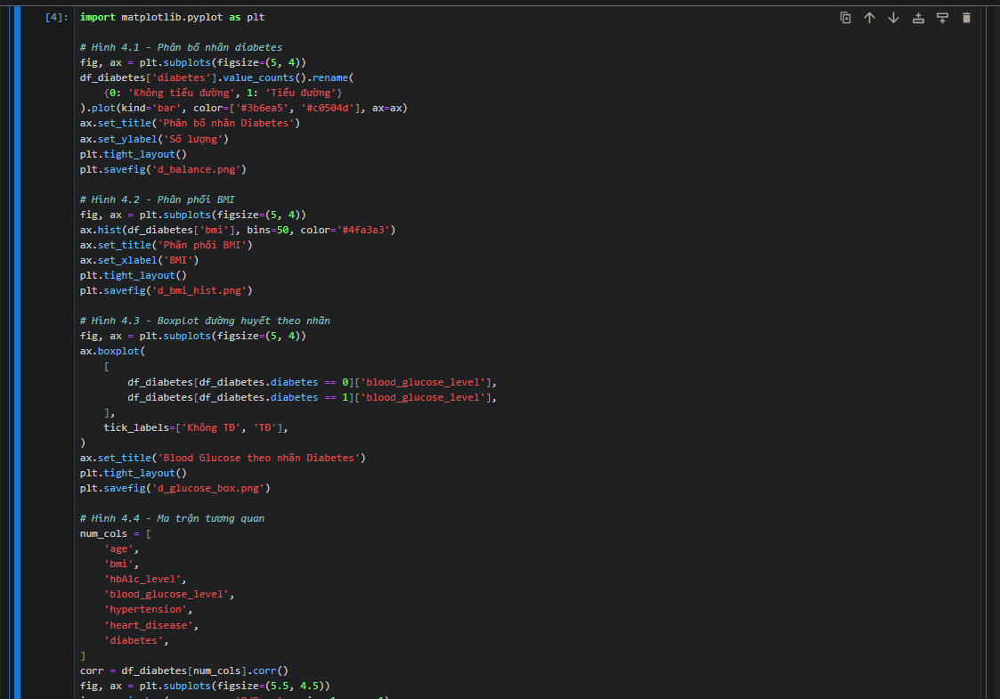 [4]: import matplotlib.pyplot as plt
# Hình 4.1 - Phân bố nhãn diabetes
fig, ax = plt.subplots(figsize=(5, 4))
df_diabetes['diabetes'].value_counts().rename(
    {0: 'Không tiểu đường', 1: 'Tiểu đường'}
).plot(kind='bar', color=['#3b6ea5', '#c0504d'], ax=ax)
ax.set_title('Phân bố nhãn Diabetes')
ax.set_ylabel('Số lượng')
plt.tight_layout()
plt.savefig('d_balance.png')
# Hình 4.2 - Phân phối BMI
fig, ax = plt.subplots(figsize=(5, 4))
ax.hist(df_diabetes['bmi'], bins=50, color='#4fa3a3')
ax.set_title('Phân phối BMI')
ax.set_xlabel('BMI')
plt.tight_layout()
plt.savefig('d_bmi_hist.png')
# Hình 4.3 - Boxplot đường huyết theo nhãn
fig, ax = plt.subplots(figsize=(5, 4))
ax.boxplot(
    [
        df_diabetes[df_diabetes.diabetes == 0]['blood_glucose_level'],
        df_diabetes[df_diabetes.diabetes == 1]['blood_glucose_level'],
    ],
    tick_labels=['Không TĐ', 'TĐ'],
)
ax.set_title('Blood Glucose theo nhãn Diabetes')
plt.tight_layout()
plt.savefig('d_glucose_box.png')
# Hình 4.4 - Ma trận tương quan
num_cols = [
    'age',
    'bmi',
    'hbA1c_level',
    'blood_glucose_level',
    'hypertension',
    'heart_disease',
    'diabetes',
]
corr = df_diabetes[num_cols].corr()
fig, ax = plt.subplots(figsize=(5.5, 4.5))